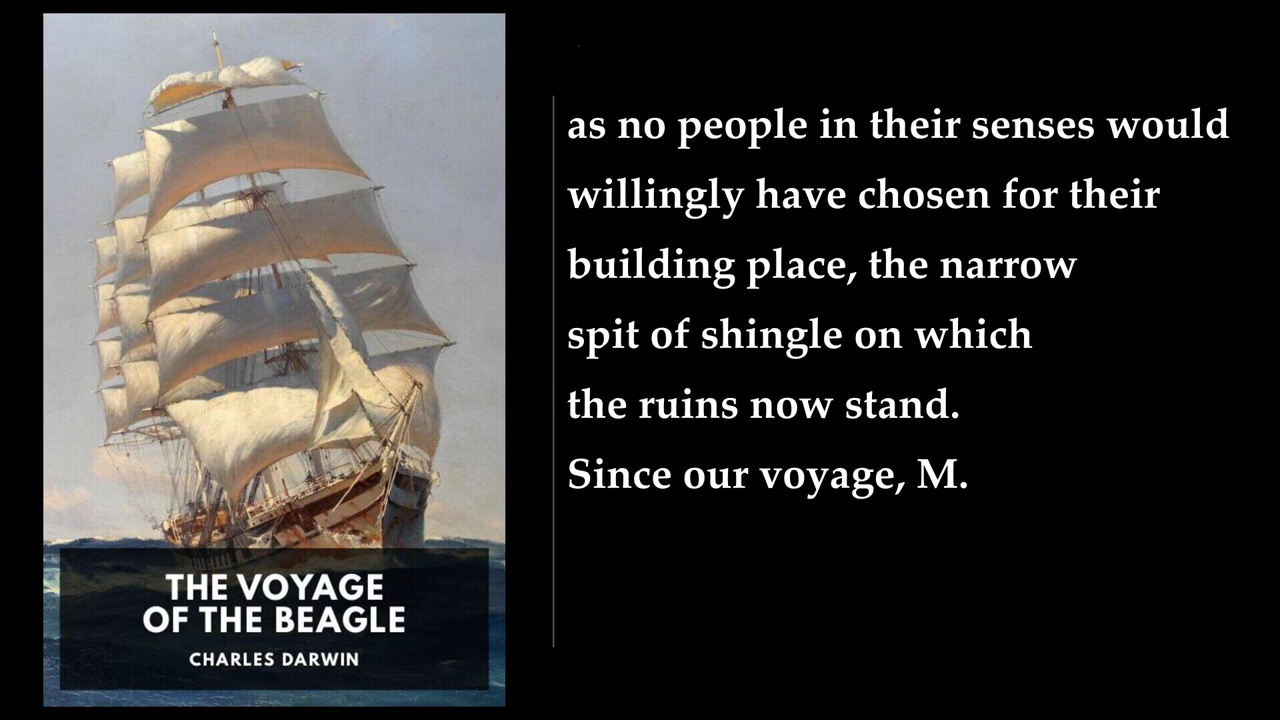 THE VOYAGE
OF THE BEAGLE
CHARLES DARWIN
as no people in their senses would
willingly have chosen for their
building place, the narrow
spit of shingle on which
the ruins now stand.
Since our voyage, M.